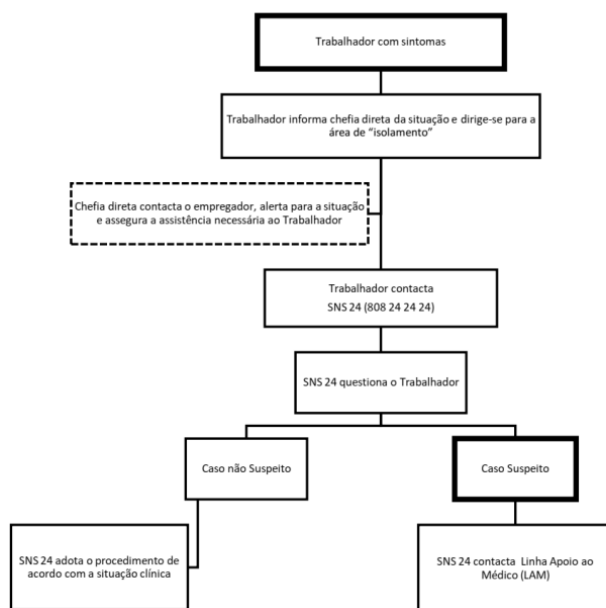 Trabalhador com sintomas
Trabalhador informa chefia direta da situação e dirige-se para a
área de “isolamento”
Chefia direta contacta o empregador, alerta para a situação
e assegura a assistência necessária ao Trabalhador
Trabalhador contacta
SNS 24 (808 24 24 24)
SNS 24 questiona o Trabalhador
Caso não Suspeito
Caso Suspeito
SNS 24 adota o procedimento de
acordo com a situação clínica
SNS 24 contacta Linha Apoio ao
Médico (LAM)